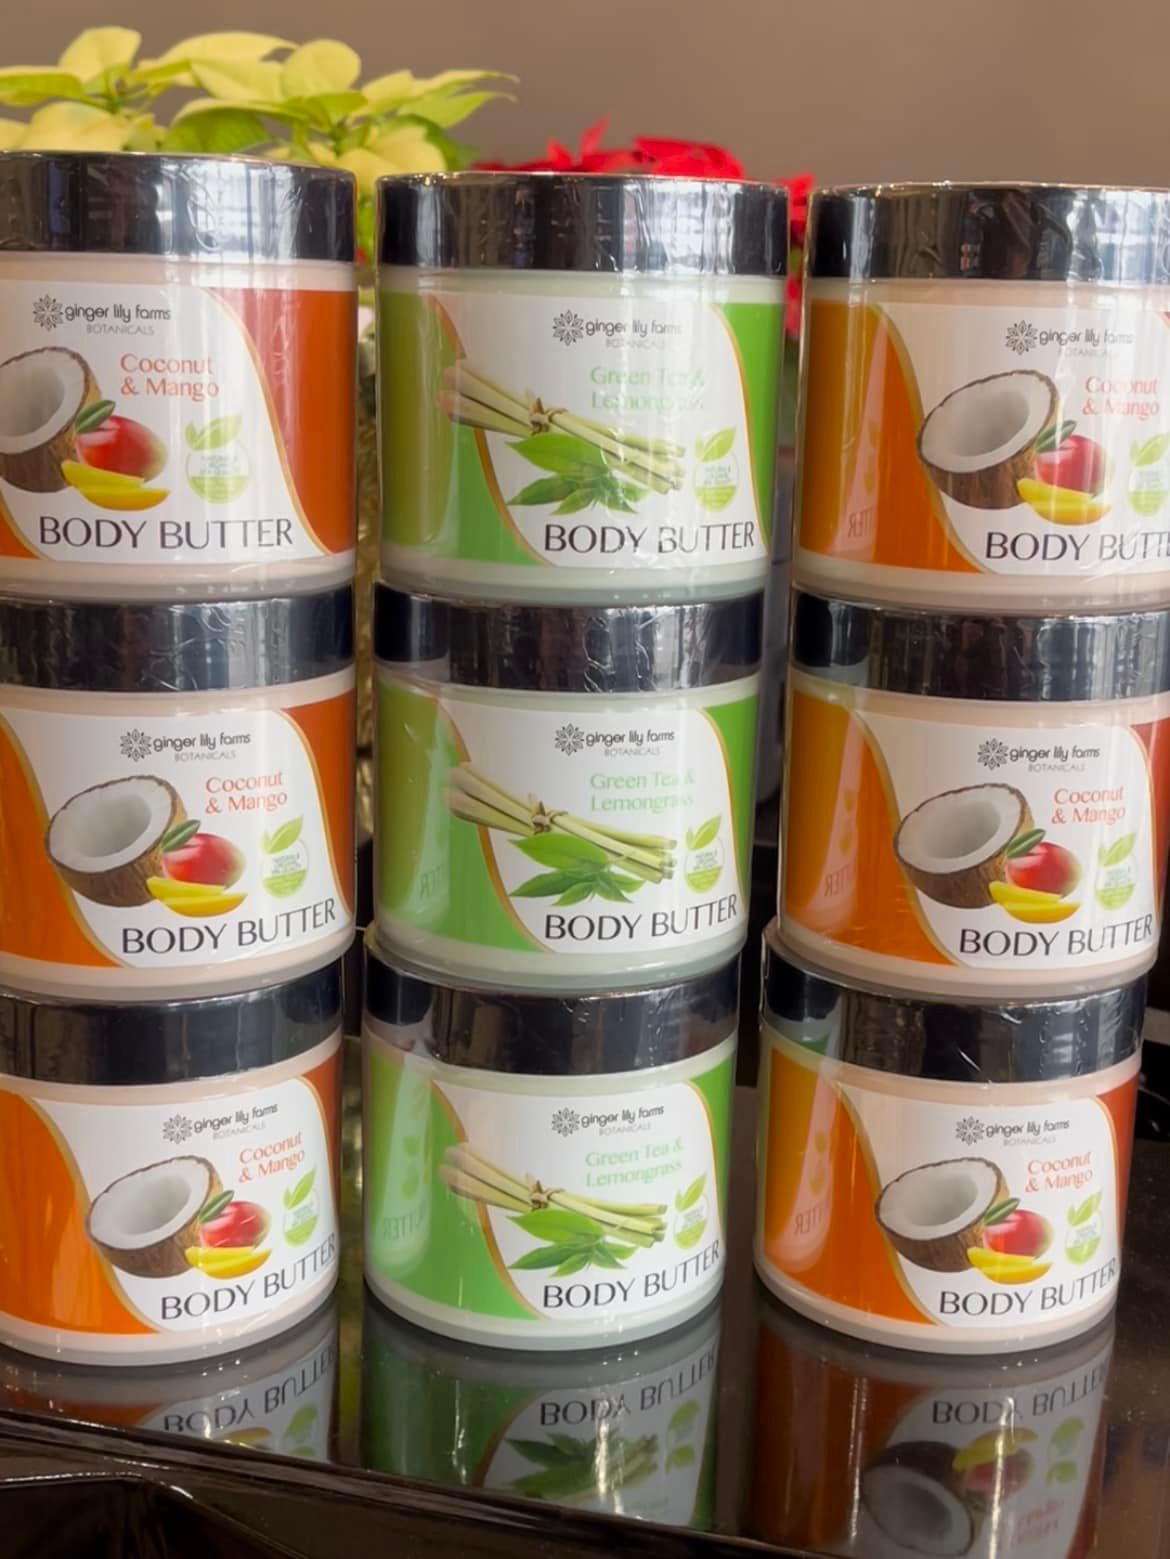 ginger lily farms
BOTANICALS
Coconut
& Mango
BODY BUTTER
ginger lily farms
BOTANICALS
Green Tea &
Lemongrass
BODY BUTTER
ginger lily farms
BOTANICALS
Coconut
& Mango
BODY BUTT
ginger lily farms
BOTANICALS
Coconut
& Mango
BODY BUTTER
ginger lily farms
BOTANICALS
Green Tea &
Lemongrass
BODY BUTTER
ginger lily farms
BOTANICALS
Coconut
& Mango
BODY BUTTER
ginger lily farms
BOTANICALS
Coconut
& Mango
BODY BUTTER
ginger lily farms
BOTANICALS
Green Tea &
Lemongrass
BODY BUTTER
ginger lily farms
BOTANICALS
Coconut
& Mango
BODY BUTTER